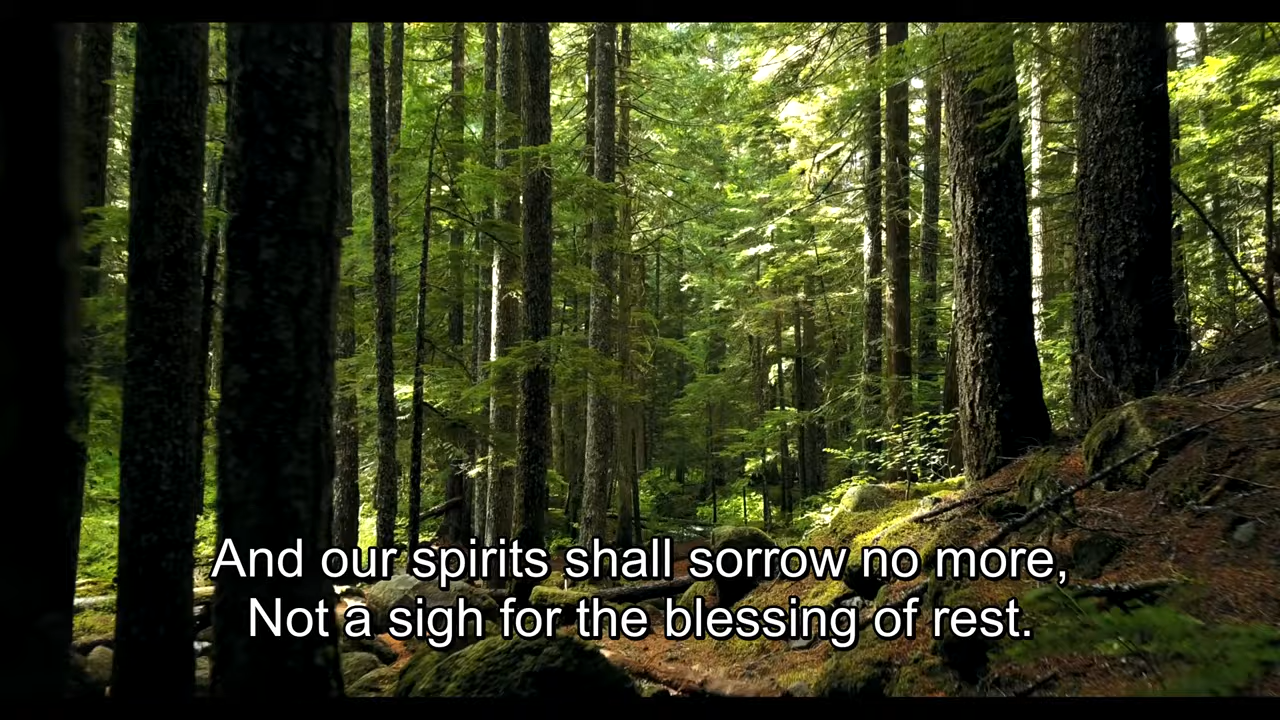 And our spirits shall sorrow no more,
Not a sigh for the blessing of rest.